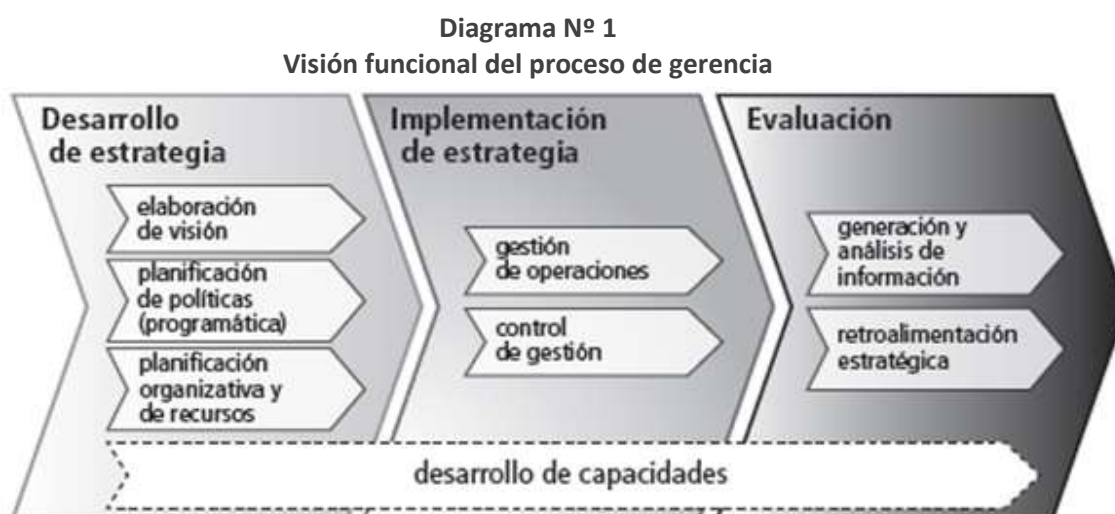 Diagrama Nº 1
Visión funcional del proceso de gerencia
Desarrollo
de estrategia
elaboración
de visión
planificación
de políticas
(programática)
planificación
organizativa y
de recursos
Implementación
de estrategia
gestión
de operaciones
control
de gestión
Evaluación
generación y
análisis de
información
retroalimentación
estratégica
desarrollo de capacidades